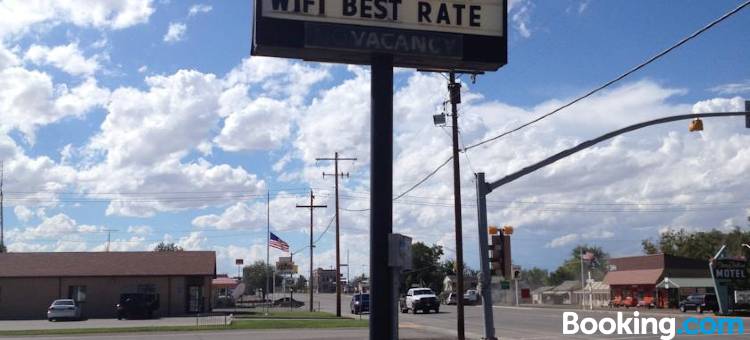 WIFI BEST RATE
VACANCY
MOTEL
Booking.com